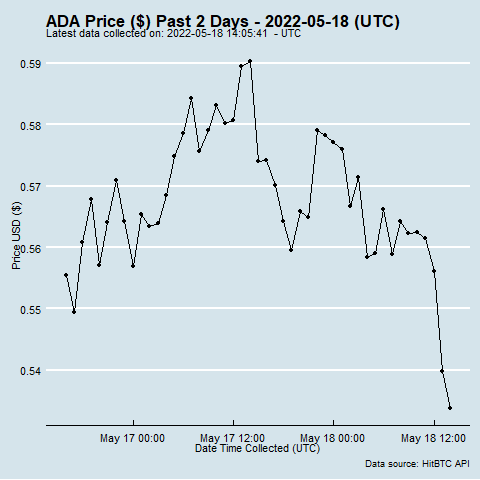 ADA Price ($) Past 2 Days - 2022-05-18 (UTC)
Latest data collected on: 2022-05-18 14:05:41 - UTC
0.59
0.58
0.57
0.56
0.55
0.54
Price USD ($)
May 17 00:00
May 17 12:00
May 18 00:00
May 18 12:00
Date Time Collected (UTC)
Data source: HitBTC API